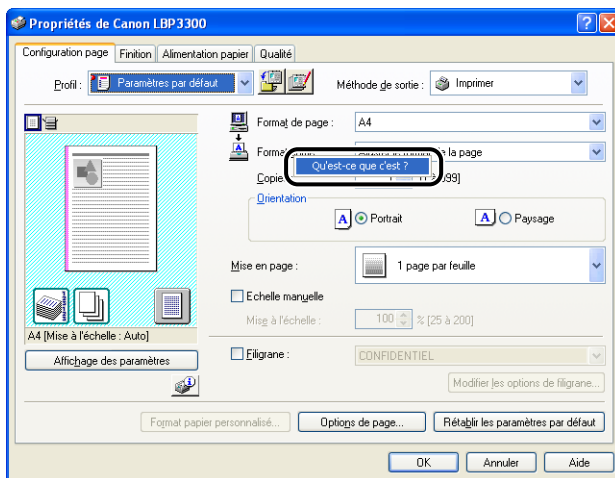 Propriétés de Canon LBP3300
Configuration page Finition Alimentation papier Qualité
Profil : Paramètres par défaut Méthode de sortie : Imprimer
Format de page : A4
Qu'est-ce que c'est ? la page
Copie
Orientation
A Portrait A Paysage
Mise en page : 1 page par feuille
Echelle manuelle
Mise à l'échelle : 100 % [25 à 200]
A4 [Mise à l'échelle : Auto]
Affichage des paramètres
Filigrane : CONFIDENTIEL
Modifier les options de filigrane...
Format papier personnalisé... Options de page... Rétablir les paramètres par défaut
OK Annuler Aide